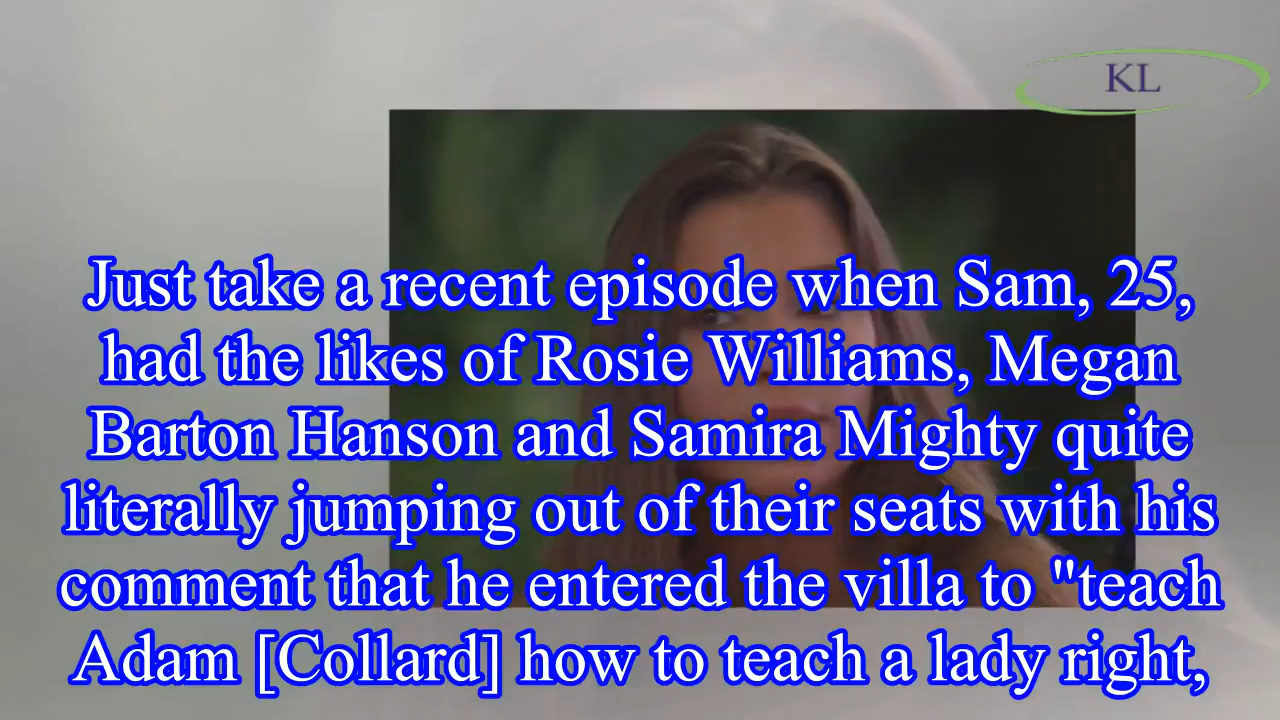 KL
Just take a recent episode when Sam, 25,
had the likes of Rosie Williams, Megan
Barton Hanson and Samira Mighty quite
literally jumping out of their seats with his
comment that he entered the villa to "teach
Adam [Collard] how to teach a lady right,